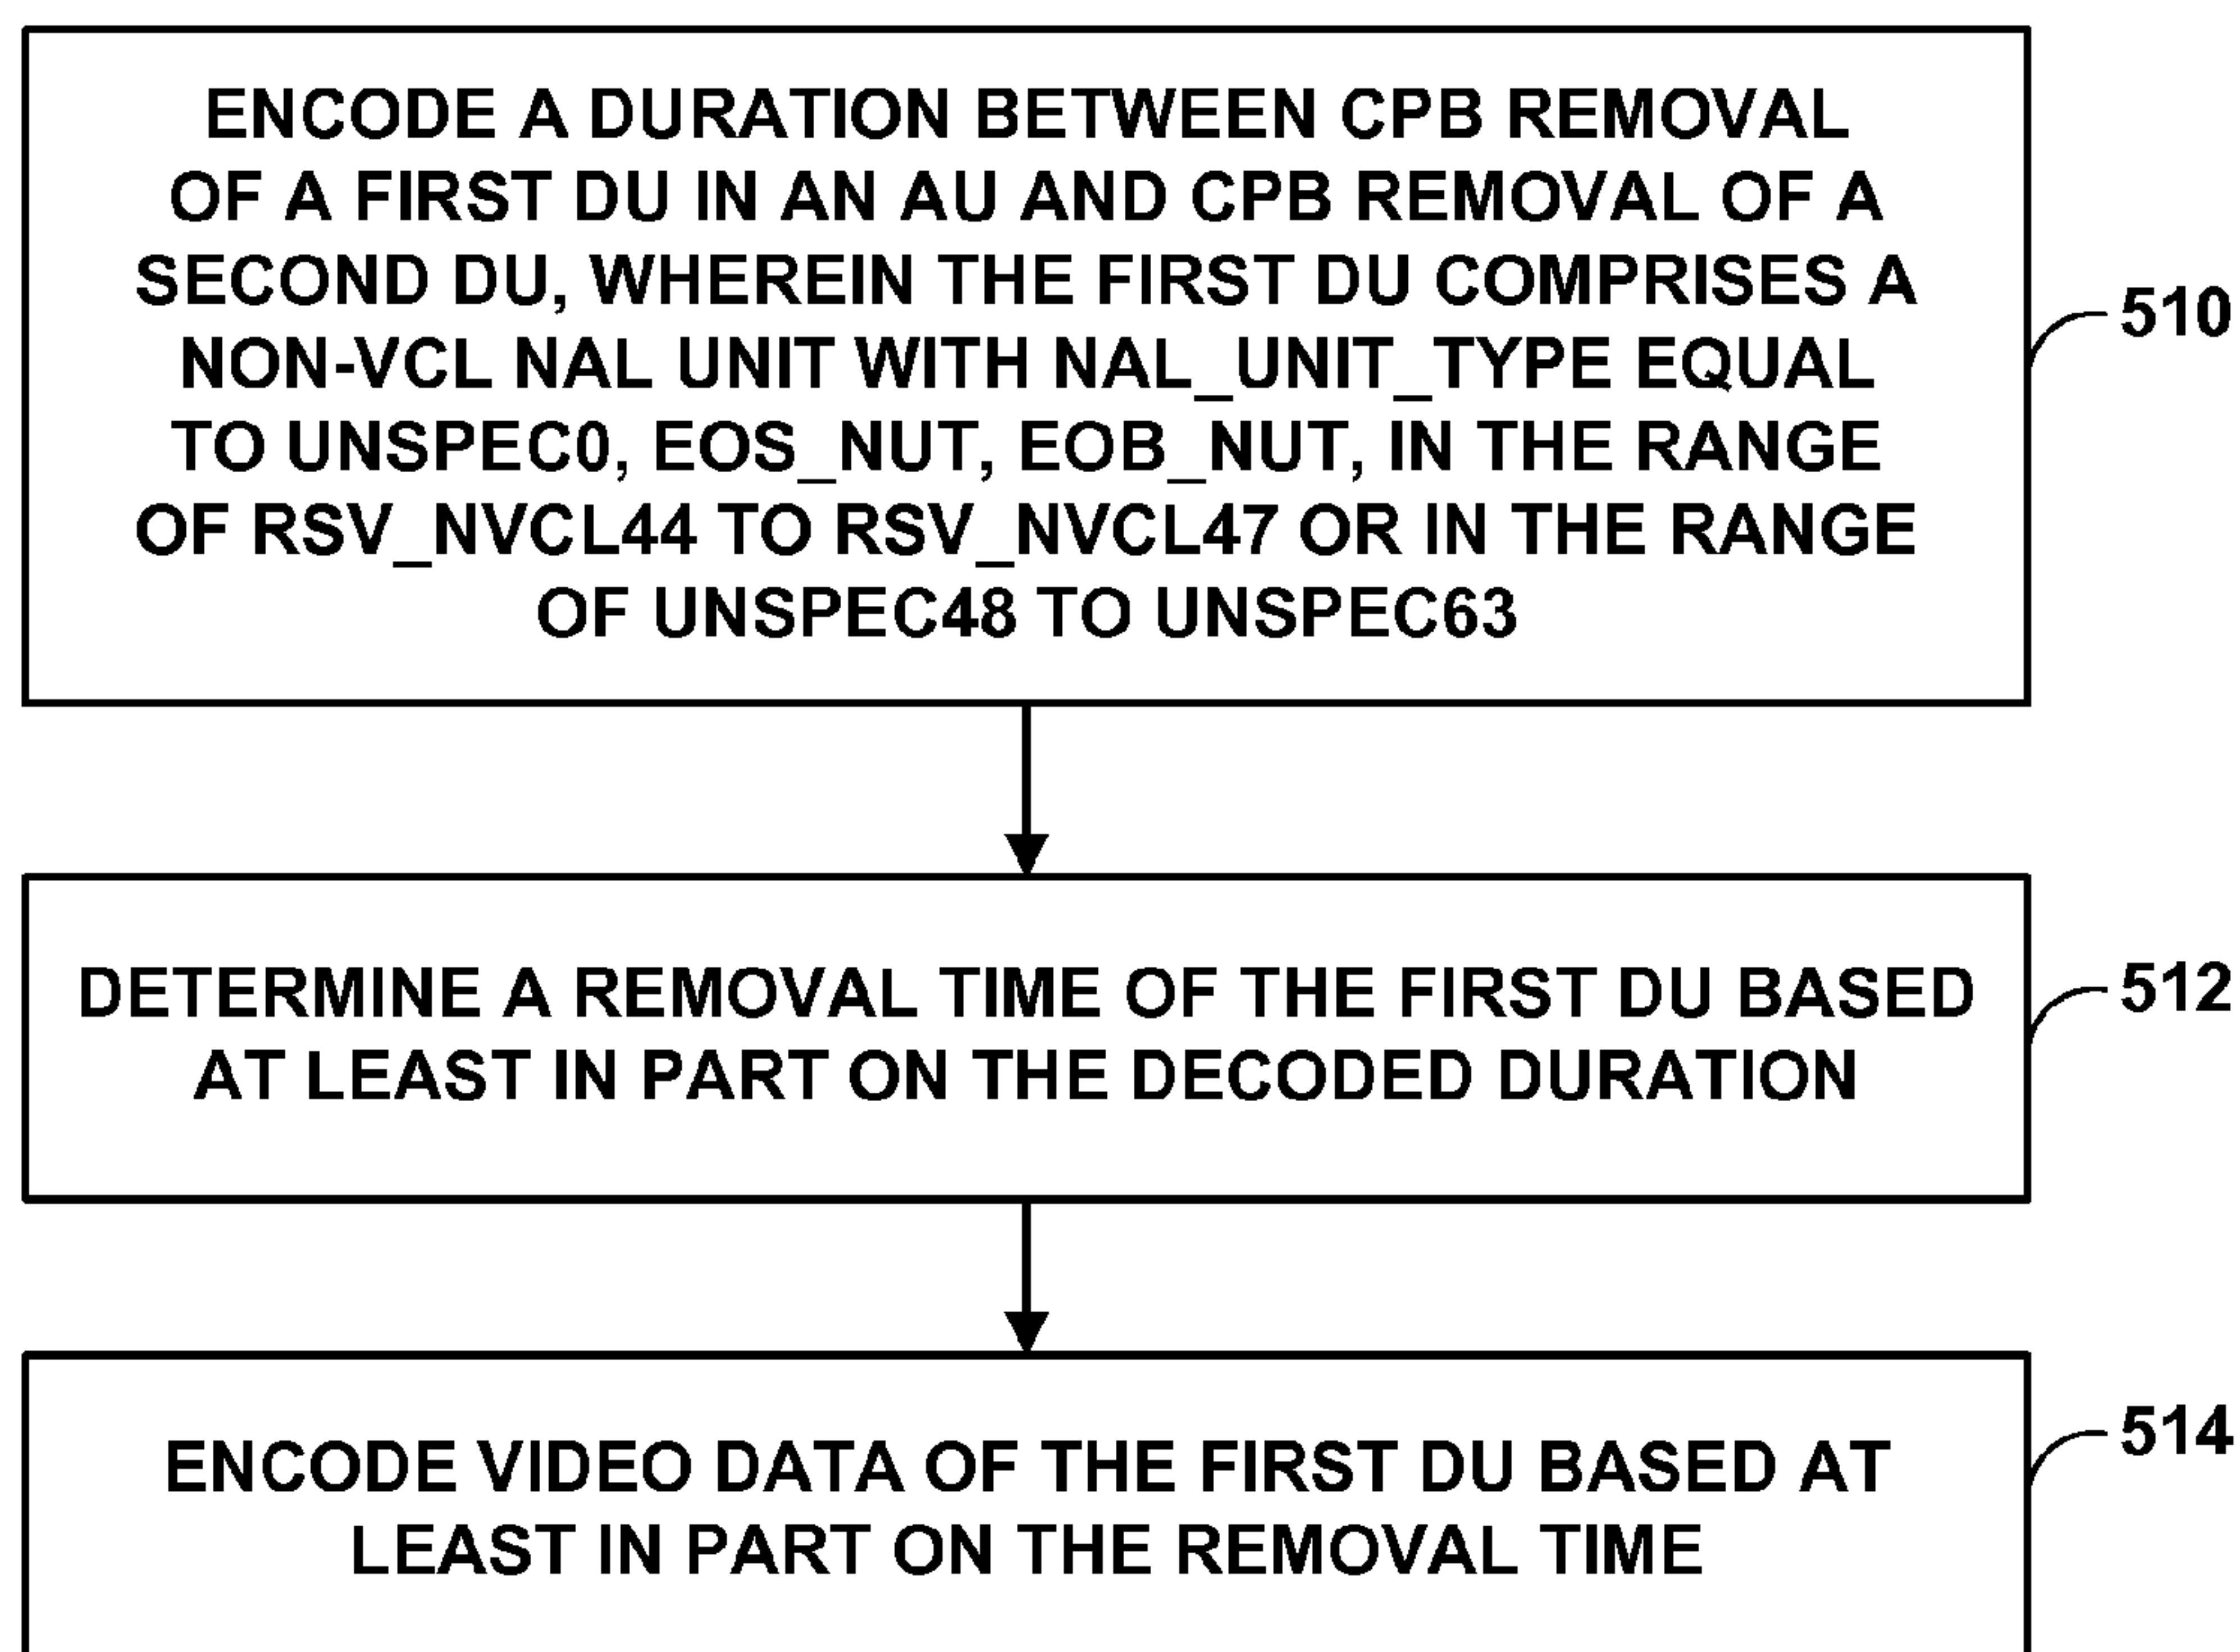 ENCODE A DURATION BETWEEN CPB REMOVAL
OF A FIRST DU IN AN AU AND CPB REMOVAL OF A
SECOND DU, WHEREIN THE FIRST DU COMPRISES A
NON-VCL NAL UNIT WITH NAL_UNIT_TYPE EQUAL
TO UNSPEC0, EOS_NUT, EOB_NUT, IN THE RANGE
OF RSV_NVCL44 TO RSV_NVCL47 OR IN THE RANGE
OF UNSPEC48 TO UNSPEC63
510
DETERMINE A REMOVAL TIME OF THE FIRST DU BASED
AT LEAST IN PART ON THE DECODED DURATION
512
ENCODE VIDEO DATA OF THE FIRST DU BASED AT
LEAST IN PART ON THE REMOVAL TIME
514